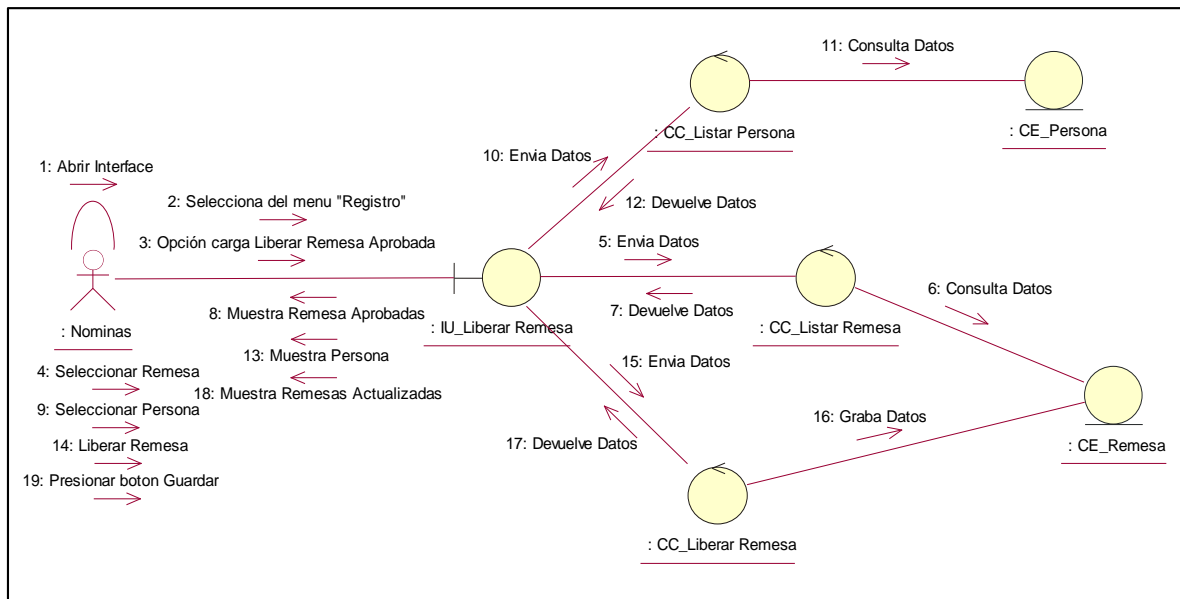 11: Consulta Datos
: CC_Listar Persona
: CE_Persona
10: Envia Datos
1: Abrir Interface
2: Selecciona del menu "Registro"
12: Devuelve Datos
3: Opción carga Liberar Remesa Aprobada
5: Envia Datos
6: Consulta Datos
8: Muestra Remesa Aprobadas
7: Devuelve Datos
: Nominas
: IU_Liberar Remesa
: CC_Listar Remesa
13: Muestra Persona
15: Envia Datos
4: Seleccionar Remesa
18: Muestra Remesas Actualizadas
9: Seleccionar Persona
16: Graba Datos
14: Liberar Remesa
17: Devuelve Datos
: CE_Remesa
19: Presionar boton Guardar
: CC_Liberar Remesa